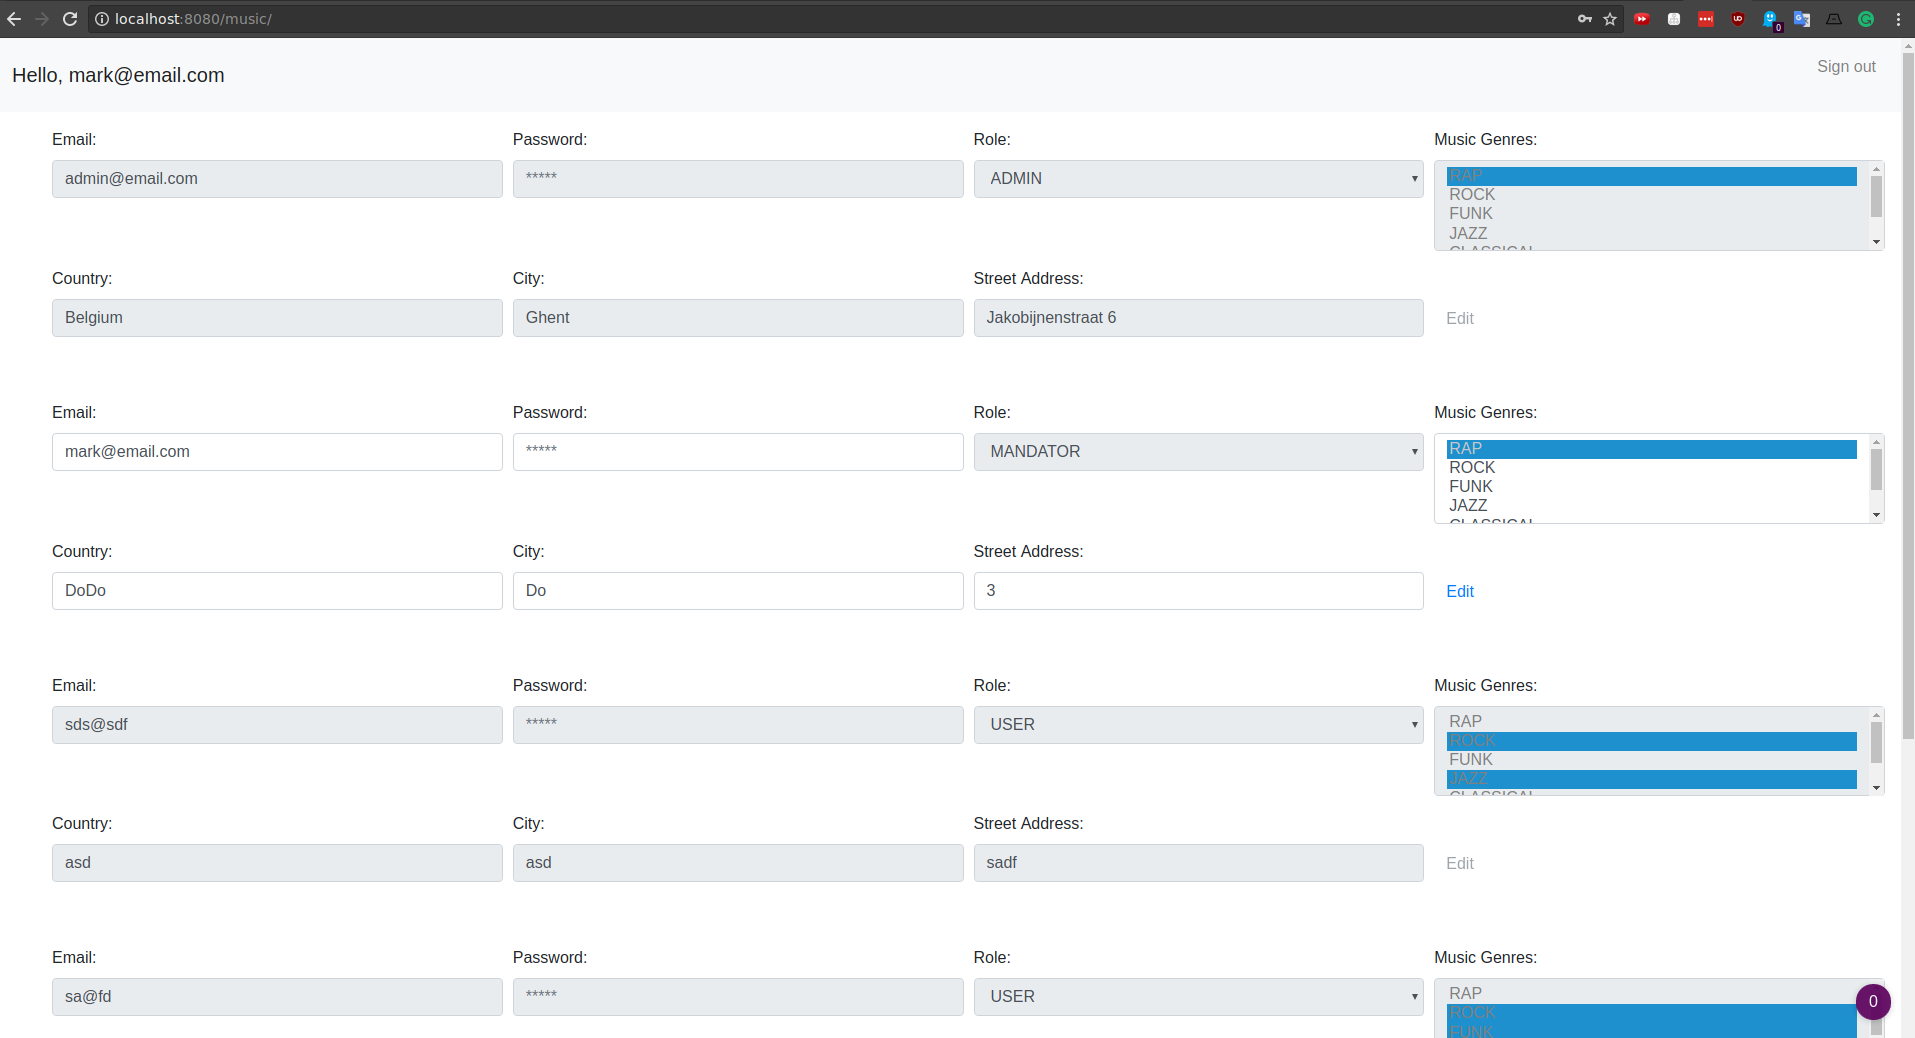 localhost:8080/music/
0
Hello, mark@email.com
Sign out
Email: Password: Role: Music Genres:
admin@email.com ***** ADMIN RAP
ROCK
FUNK
JAZZ
CLASSICAL
Country: City: Street Address:
Belgium Ghent Jakobijnenstraat 6 Edit
Email: Password: Role: Music Genres:
mark@email.com ***** MANDATOR RAP
ROCK
FUNK
JAZZ
CLASSICAL
Country: City: Street Address:
DoDo Do 3 Edit
Email: Password: Role: Music Genres:
sds@sdf ***** USER RAP
ROCK
FUNK
JAZZ
CLASSICAL
Country: City: Street Address:
asd asd sadf Edit
Email: Password: Role: Music Genres:
sa@fd ***** USER RAP
ROCK
FUNK
0